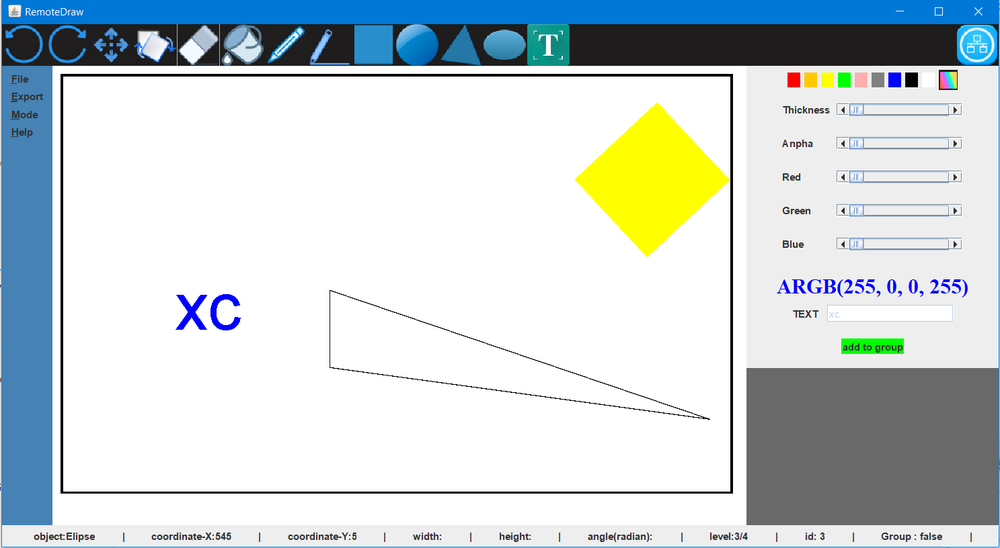 RemoteDraw
T
File
Export
Mode
Help
Thickness
Anpha
Red
Green
Blue
ARGB(255, 0, 0, 255)
TEXT xc
add to group
XC
object:Elipse | coordinate-X:545 | coordinate-Y:5 | width: | height: | angle(radian): | level:3/4 | id: 3 | Group : false |